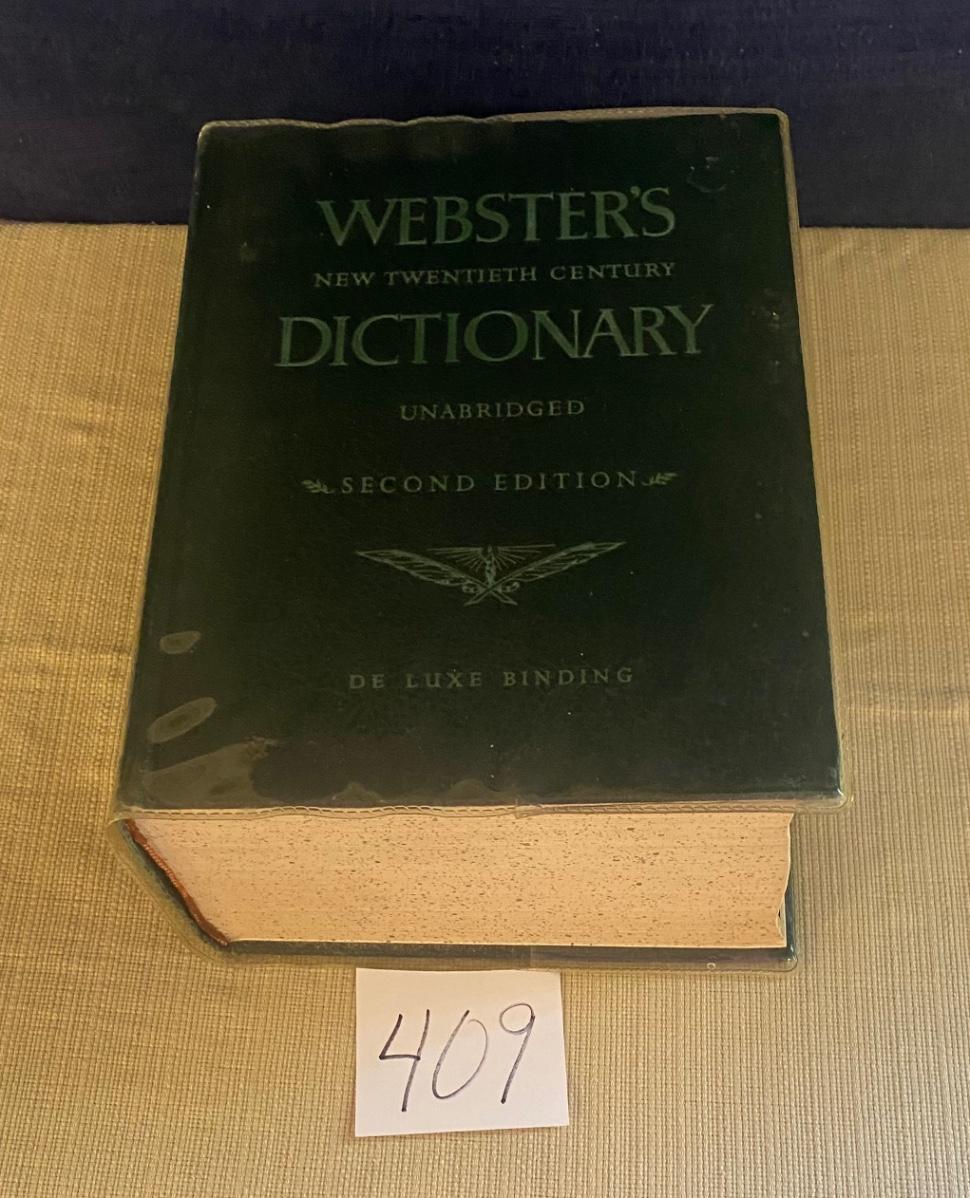 WEBSTER'S
NEW TWENTIETH CENTURY
DICTIONARY
UNABRIDGED
SECOND EDITION
DE LUXE BINDING
409